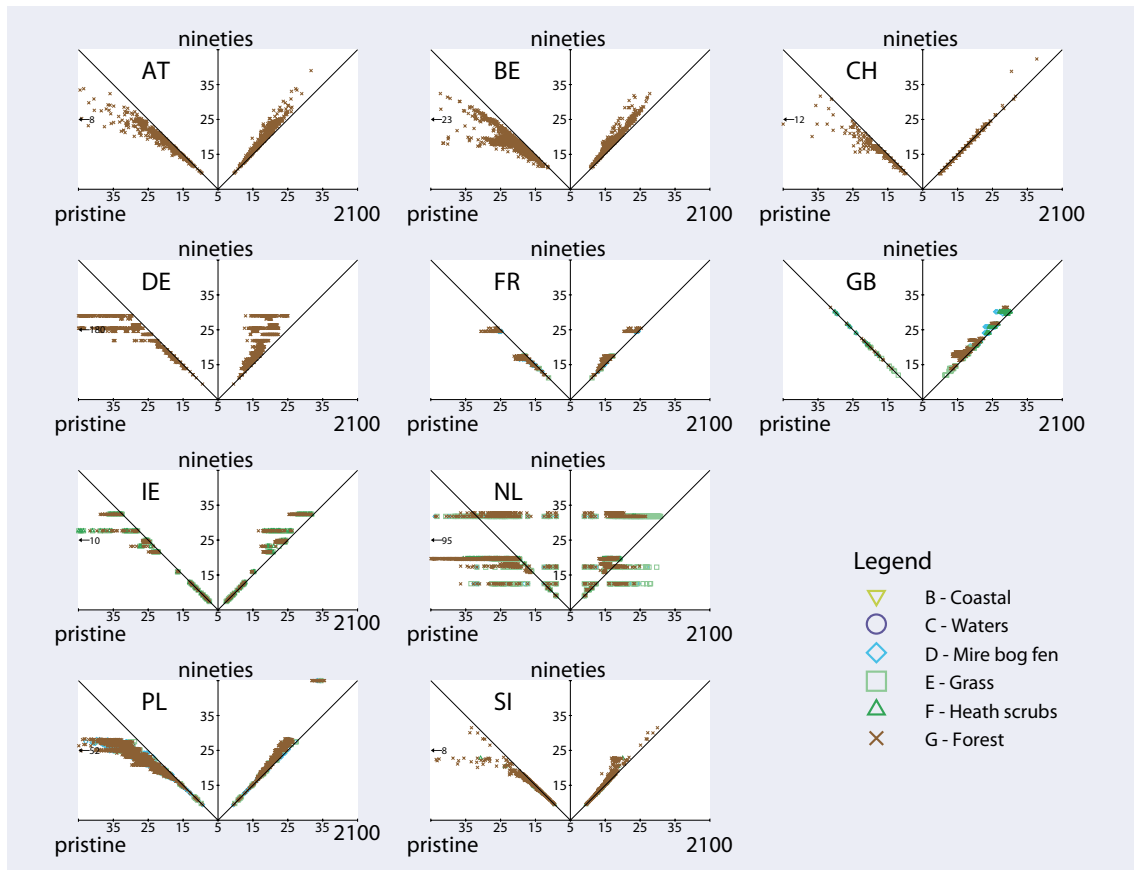 nineties nineties nineties
AT BE CH
35 35 35
25 25 25
15 15 15
←8 ←23 ←12
35 25 15 5 15 25 35 35 25 15 5 15 25 35 35 25 15 5 15 25 35
pristine 2100 pristine 2100 pristine 2100
nineties nineties nineties
DE FR GB
35 35 35
25 25 25
15 15 15
←180
35 25 15 5 15 25 35 35 25 15 5 15 25 35 35 25 15 5 15 25 35
pristine 2100 pristine 2100 pristine 2100
nineties nineties
IE NL
35 35
25 25
15 15
←10 ←95
35 25 15 5 15 25 35 35 25 15 5 15 25 35
pristine 2100 pristine 2100
nineties nineties
PL SI
35 35
25 25
15 15
←52 ←8
35 25 15 5 15 25 35 35 25 15 5 15 25 35
pristine 2100 pristine 2100
Legend
B - Coastal
C - Waters
D - Mire bog fen
E - Grass
F - Heath scrubs
G - Forest